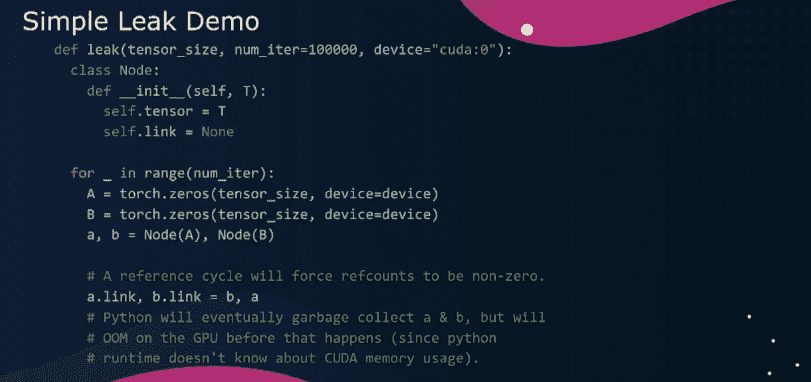 Simple Leak Demo
def leak(tensor_size, num_iter=100000, device="cuda:0"):
class Node:
def __init__(self, T):
self.tensor = T
self.link = None
for _ in range(num_iter):
A = torch.zeros(tensor_size, device=device)
B = torch.zeros(tensor_size, device=device)
a, b = Node(A), Node(B)
# A reference cycle will force refcounts to be non-zero.
a.link, b.link = b, a
# Python will eventually garbage collect a & b, but will
# OOM on the GPU before that happens (since python
# runtime doesn't know about CUDA memory usage).